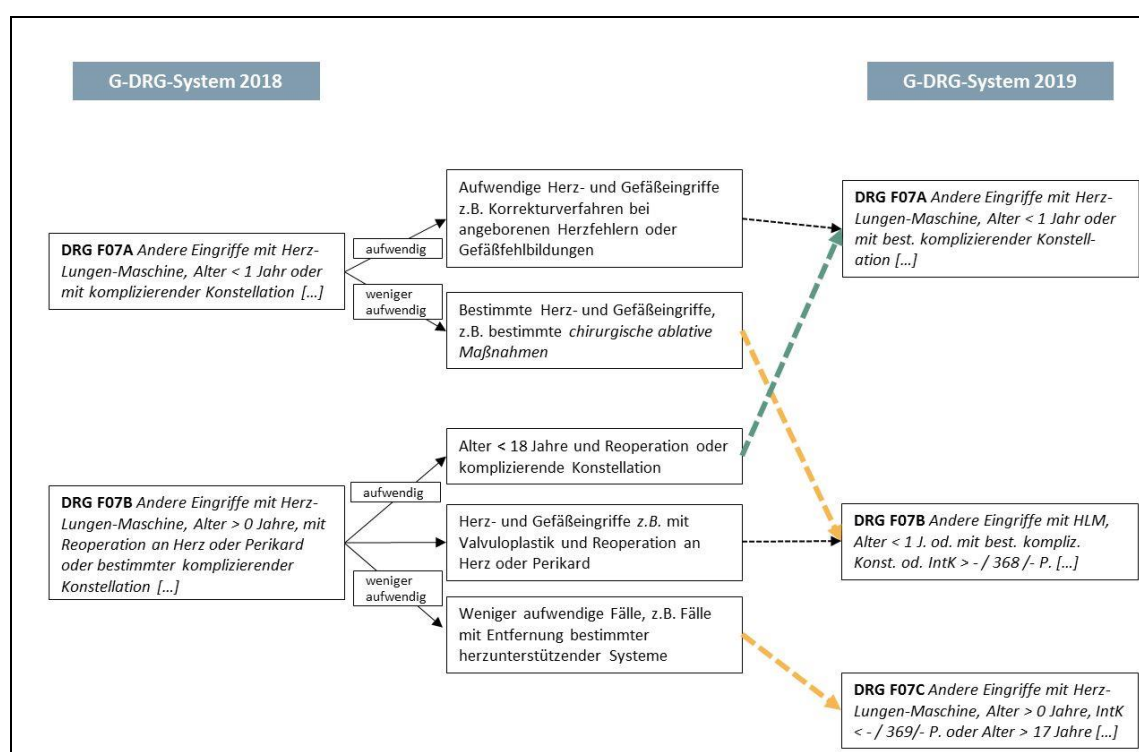 G-DRG-System 2018
G-DRG-System 2019
DRG F07A Andere Eingriffe mit Herz-
Lungen-Maschine, Alter < 1 Jahr oder
mit komplizierender Konstellation [...]
aufwendig
weniger
aufwendig
Aufwendige Herz- und Gefäßeingriffe
z.B. Korrekturverfahren bei
angeborenen Herzfehlern oder
Gefäßfehlbildungen
Bestimmte Herz- und Gefäßeingriffe,
z.B. bestimmte chirurgische ablative
Maßnahmen
DRG F07A Andere Eingriffe mit Herz-
Lungen-Maschine, Alter < 1 Jahr oder
mit best. komplizierender Konstell-
ation [...]
DRG F07B Andere Eingriffe mit Herz-
Lungen-Maschine, Alter > 0 Jahre, mit
Reoperation an Herz oder Perikard
oder bestimmter komplizierender
Konstellation [...]
aufwendig
weniger
aufwendig
Alter < 18 Jahre und Reoperation oder
komplizierende Konstellation
Herz- und Gefäßeingriffe z.B. mit
Valvuloplastik und Reoperation an
Herz oder Perikard
Weniger aufwendige Fälle, z.B. Fälle
mit Entfernung bestimmter
herzunterstützender Systeme
DRG F07B Andere Eingriffe mit HLM,
Alter < 1 J. od. mit best. kompliz.
Konst. od. IntK > - / 368 /- P. [...]
DRG F07C Andere Eingriffe mit Herz-
Lungen-Maschine, Alter > 0 Jahre, IntK
< - / 369/- P. oder Alter > 17 Jahre [...]